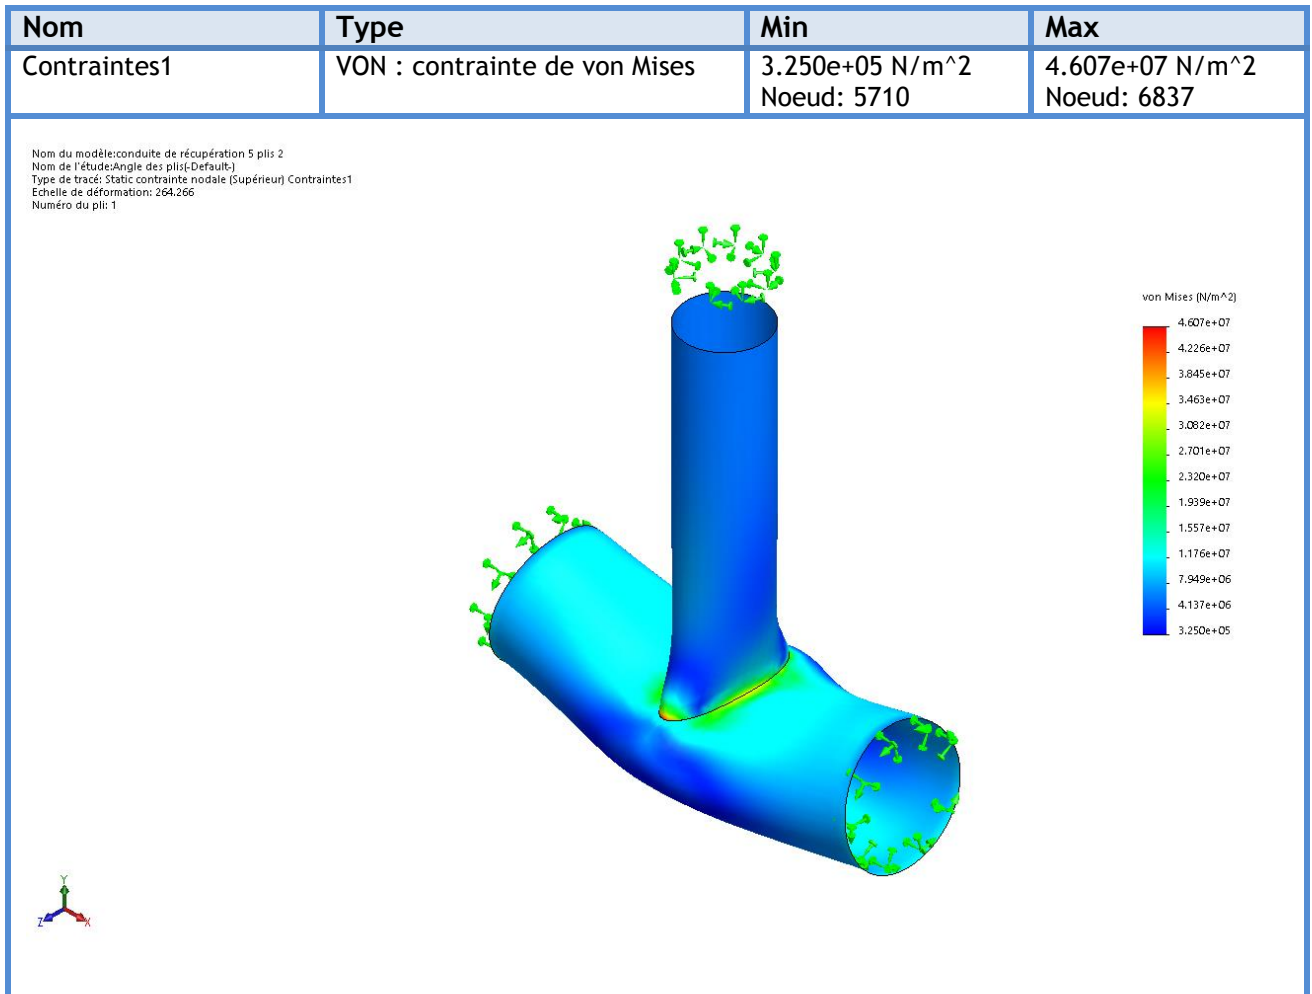 Nom Type Min Max
Contraintes1 VON : contrainte de von Mises 3.250e+05 N/m^2 4.607e+07 N/m^2
Noeud: 5710 Noeud: 6837
Nom du modèle:conduite de récupération 5 plis 2
Nom de l'étude:Angle des plis(-Default-)
Type de tracé: Static contrainte nodale (Supérieur) Contraintes1
Echelle de déformation: 264.266
Numéro du pli: 1
von Mises (N/m^2)
4.607e+07
4.226e+07
3.845e+07
3.463e+07
3.082e+07
2.701e+07
2.320e+07
1.939e+07
1.557e+07
1.176e+07
7.949e+06
4.137e+06
3.250e+05
Y
Z X